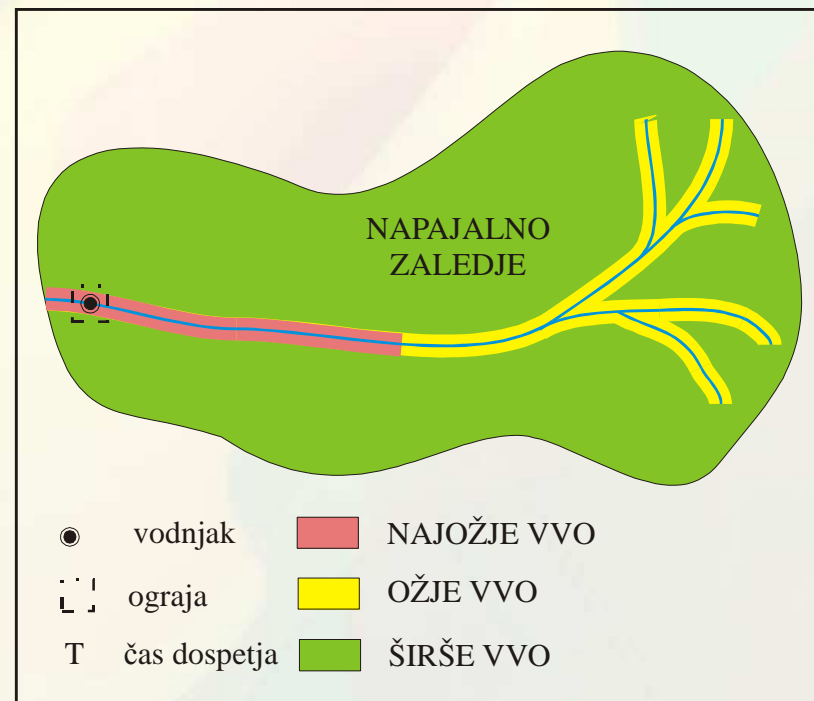 NAPAJALNO
ZALEDJE
vodnjak
NAJOŽJE VVO
ograja
OŽJE VVO
T
čas dospetja
ŠIRŠE VVO